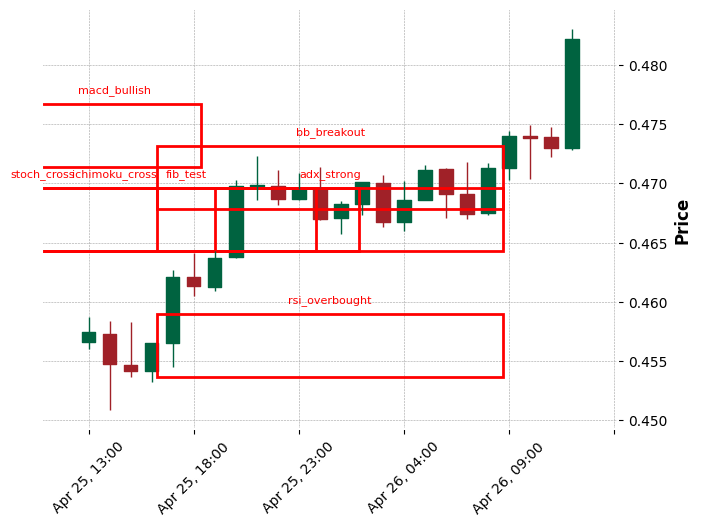 macd_bullish
bb_breakout
stoch_cross
ichimoku_cross
fib_test
adx_strong
rsi_overbought
0.480
0.475
0.470
0.465
0.460
0.455
0.450
Price
Apr 25, 13:00
Apr 25, 18:00
Apr 25, 23:00
Apr 26, 04:00
Apr 26, 09:00